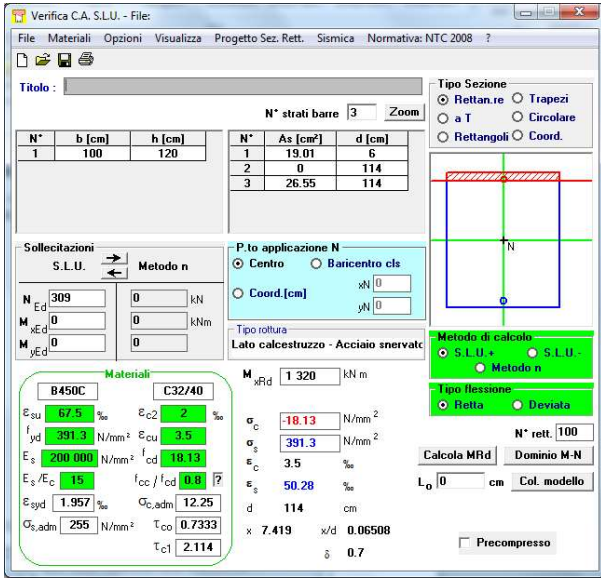 Verifica C.A. S.L.U. - File:
File Materiali Opzioni Visualizza Progetto Sez. Rett. Sismica Normativa: NTC 2008 ?
Titolo :
N° strati barre 3 Zoom
Tipo Sezione
Rettan.re Trapezi
a T Circolare
Rettangoli Coord.
N° b [cm] h [cm]
1 100 120
N° As [cm²] d [cm]
1 19.01 6
2 0 114
3 26.55 114
N
Sollecitazioni
S.L.U. Metodo n
N Ed 309 0 kN
M xEd 0 0 kNm
M yEd 0 0
P.to applicazione N
Centro Baricentro cls
Coord.[cm] xN 0
yN 0
Tipo rottura
Lato calcestruzzo - Acciaio snervato
Metodo di calcolo
S.L.U.+ S.L.U.-
Metodo n
Tipo flessione
Retta Deviata
Materiali
B450C C32/40
εsu 67.5 ‰ εc2 2 ‰
fyd 391.3 N/mm² εcu 3.5
Es 200 000 N/mm² fcd 18.13
Es/Ec 15 fcc / fcd 0.8 ?
εsyd 1.957 ‰ σc,adm 12.25
σs,adm 255 N/mm² τco 0.7333
τc1 2.114
M xRd 1 320 kN m
σc -18.13 N/mm²
σs 391.3 N/mm²
εc 3.5 ‰
εs 50.28 ‰
d 114 cm
x 7.419 x/d 0.06508
δ 0.7
N° rett. 100
Calcola MRd Dominio M-N
Lo 0 cm Col. modello
Precompresso